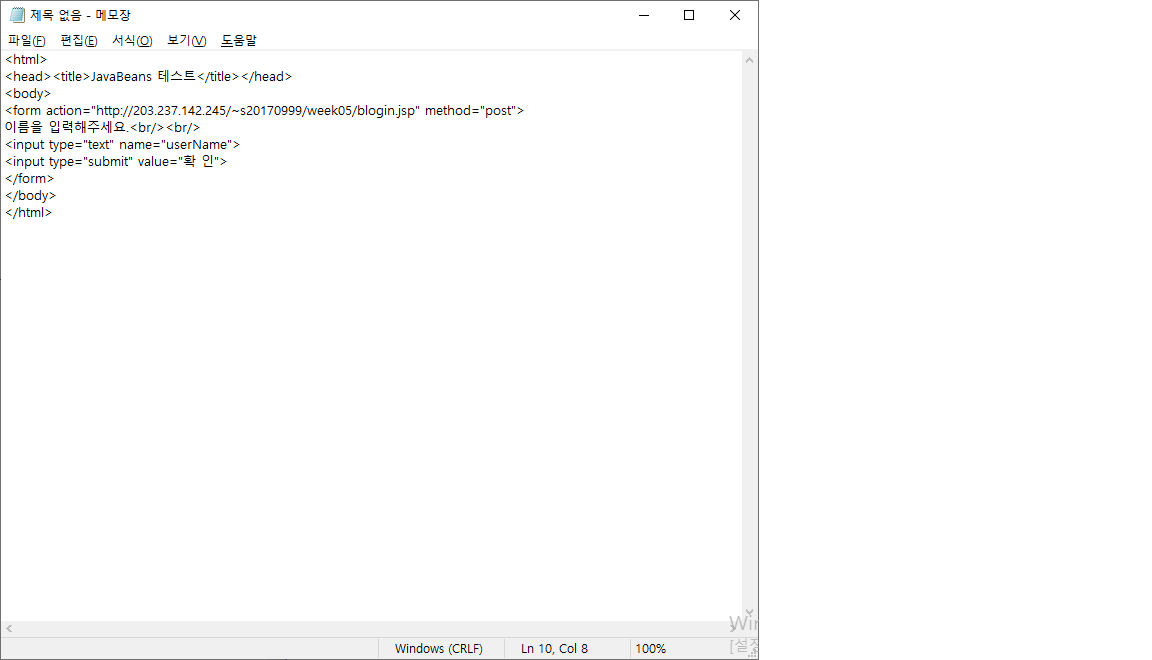 제목 없음 - 메모장
파일(F) 편집(E) 서식(O) 보기(V) 도움말
<html>
<head><title>JavaBeans 테스트</title></head>
<body>
<form action="http://203.237.142.245/~s20170999/week05/blogin.jsp" method="post">
이름을 입력해주세요.<br/><br/>
<input type="text" name="userName">
<input type="submit" value="확 인">
</form>
</body>
</html>
Windows (CRLF) Ln 10, Col 8 100%